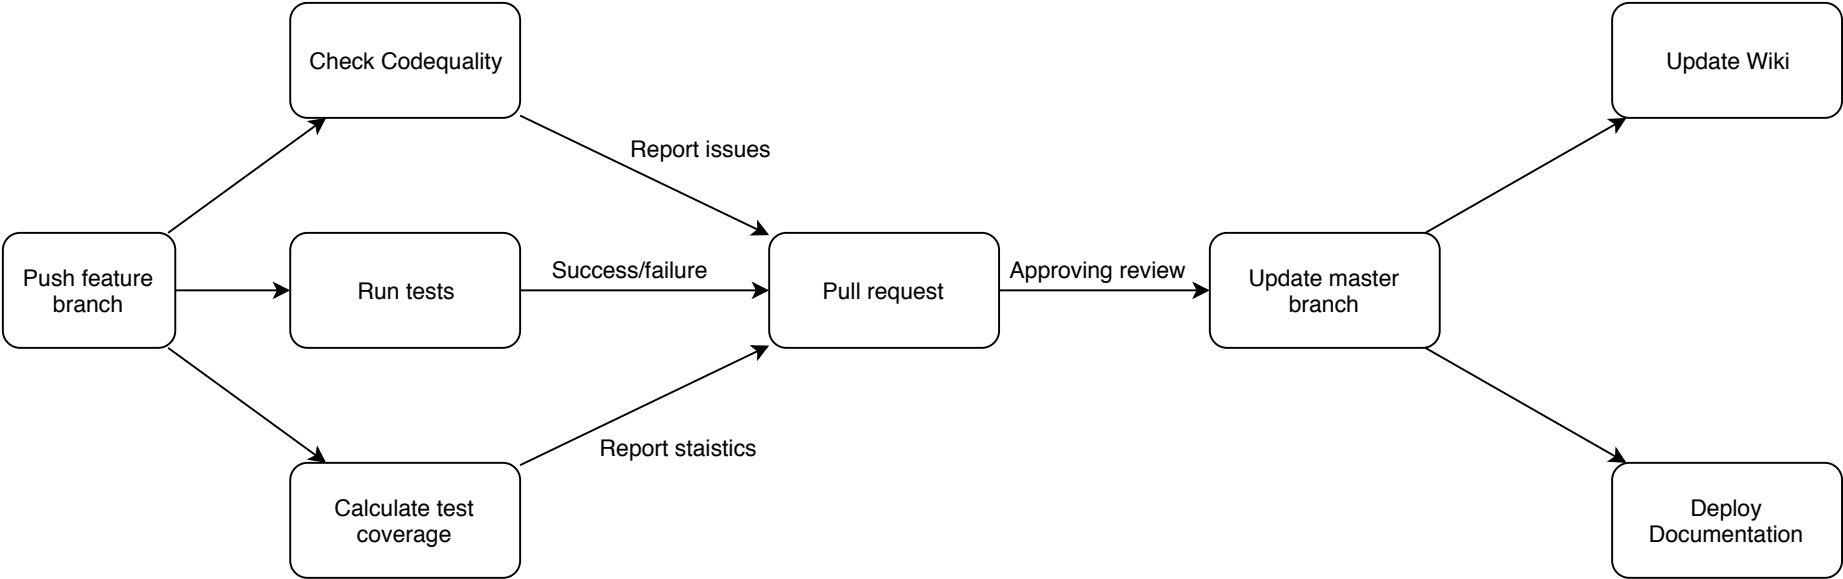 Check Codequality
Update Wiki
Report issues
Push feature
branch
Run tests
Success/failure
Pull request
Approving review
Update master
branch
Report staistics
Calculate test
coverage
Deploy
Documentation